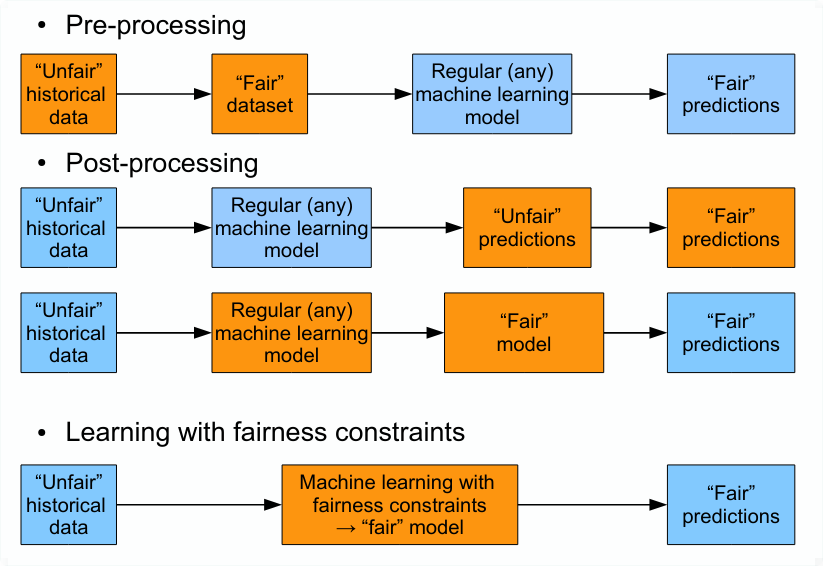 • Pre-processing
“Unfair”
historical
data
“Fair”
dataset
Regular (any)
machine learning
model
“Fair”
predictions
• Post-processing
“Unfair”
historical
data
Regular (any)
machine learning
model
“Unfair”
predictions
“Fair”
predictions
“Unfair”
historical
data
Regular (any)
machine learning
model
“Fair”
model
“Fair”
predictions
• Learning with fairness constraints
“Unfair”
historical
data
Machine learning with
fairness constraints
→ “fair” model
“Fair”
predictions